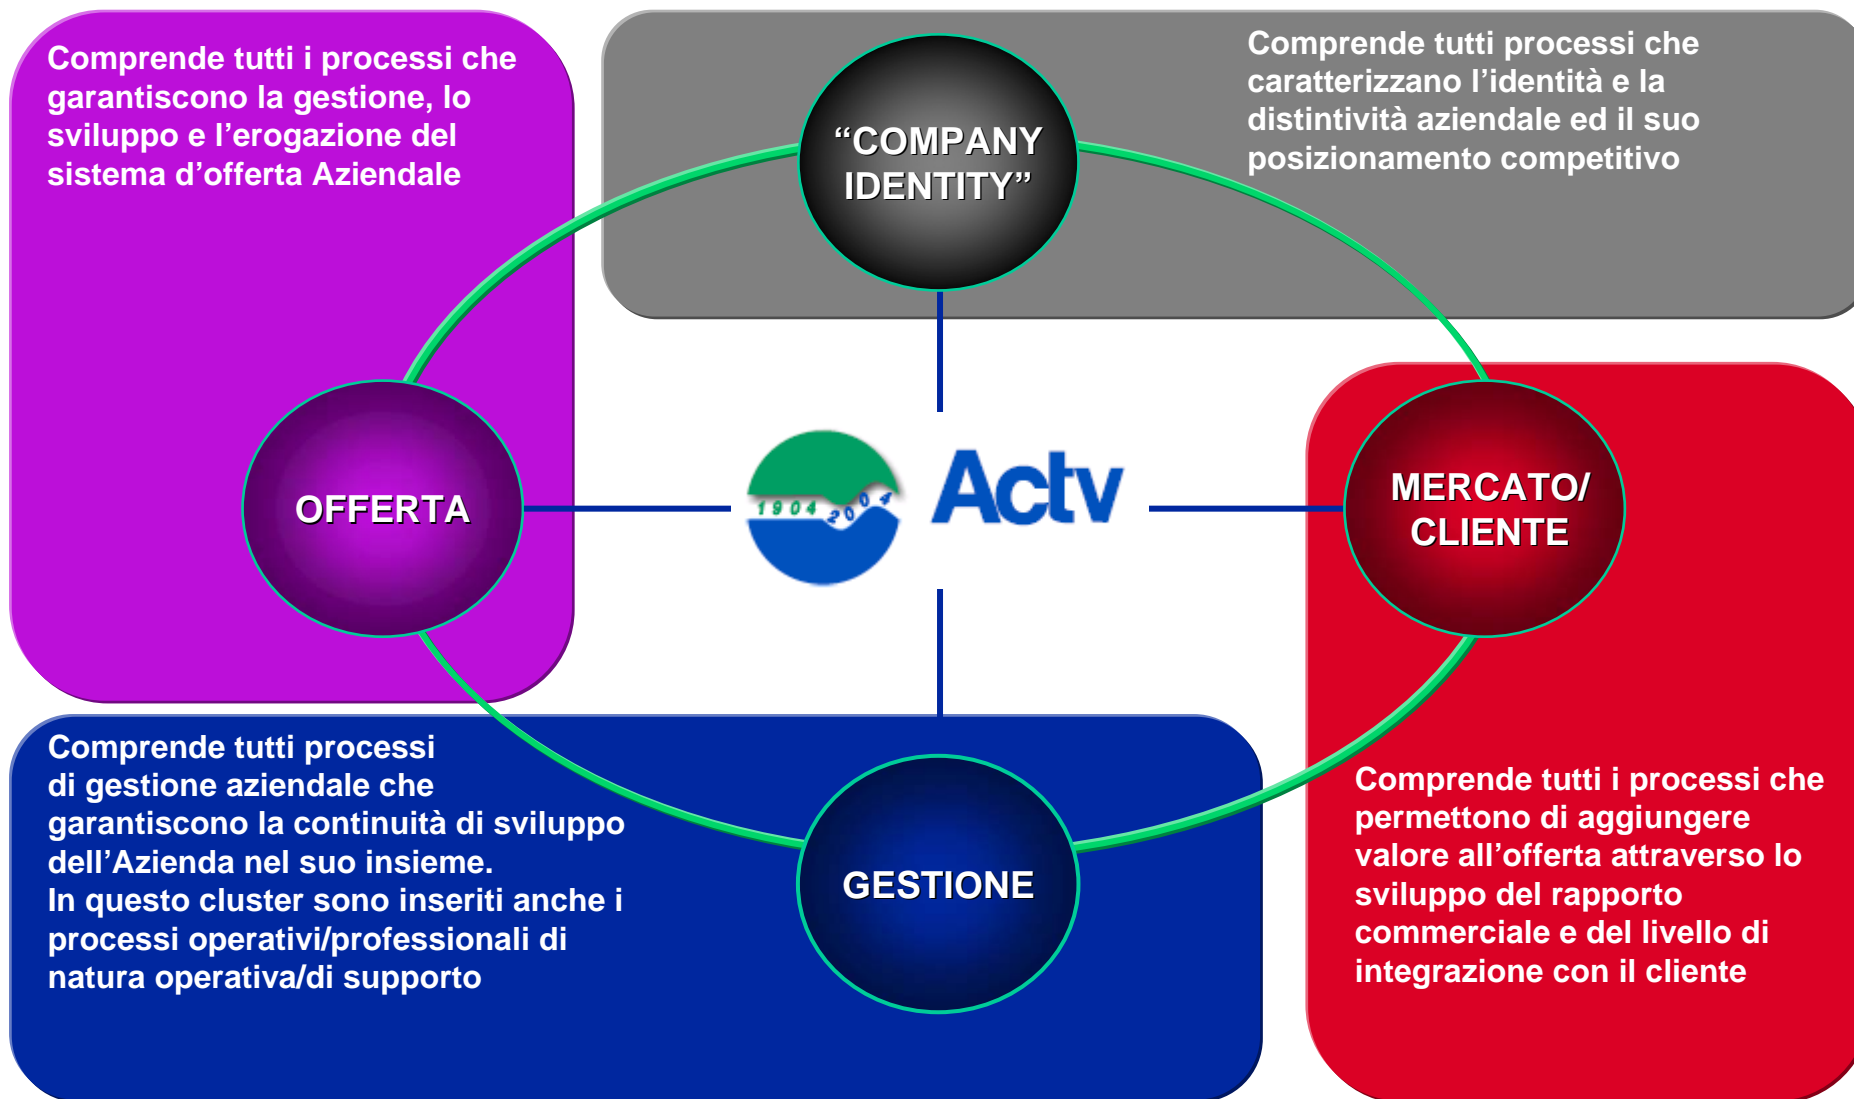 Comprende tutti i processi che
garantiscono la gestione, lo
sviluppo e l’erogazione del
sistema d’offerta Aziendale
“COMPANY
IDENTITY”
Comprende tutti processi che
caratterizzano l’identità e la
distintività aziendale ed il suo
posizionamento competitivo
OFFERTA
1904 2004
Actv
MERCATO/
CLIENTE
Comprende tutti processi
di gestione aziendale che
garantiscono la continuità di sviluppo
dell’Azienda nel suo insieme.
In questo cluster sono inseriti anche i
processi operativi/professionali di
natura operativa/di supporto
GESTIONE
Comprende tutti i processi che
permettono di aggiungere
valore all’offerta attraverso lo
sviluppo del rapporto
commerciale e del livello di
integrazione con il cliente